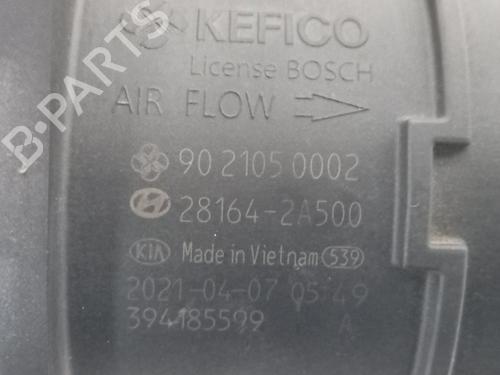 KEFICO
License BOSCH
AIR FLOW
90 2105 0002
28164-2A500
KIA Made in Vietnam 539
2021-04-07 05:49
394185599 A
B-PARTS